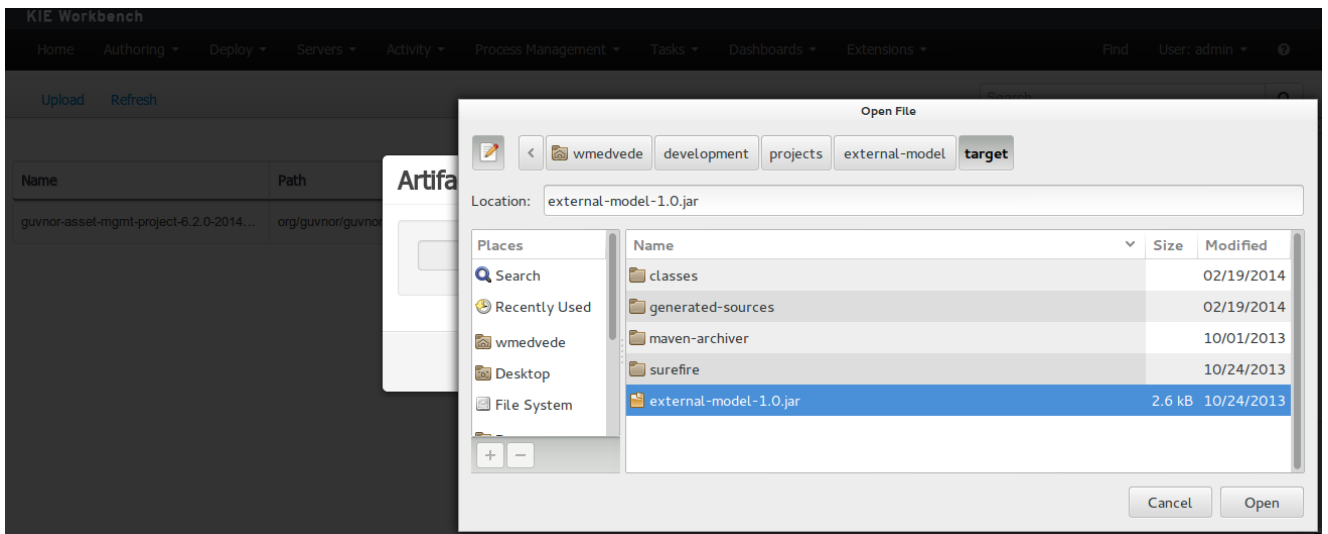 KIE Workbench
Home Authoring Deploy Servers Activity Process Management Tasks Dashboards Extensions Find User: admin
Upload Refresh Search
Open File
wmedvede development projects external-model target
Artifa
Location: external-model-1.0.jar
Name Path
guvnor-asset-mgmt-project-6.2.0-2014... org/guvnor/guvnor
Places Name Size Modified
Search classes 02/19/2014
Recently Used generated-sources 02/19/2014
wmedvede maven-archiver 10/01/2013
Desktop surefire 10/24/2013
File System external-model-1.0.jar 2.6 kB 10/24/2013
Cancel Open